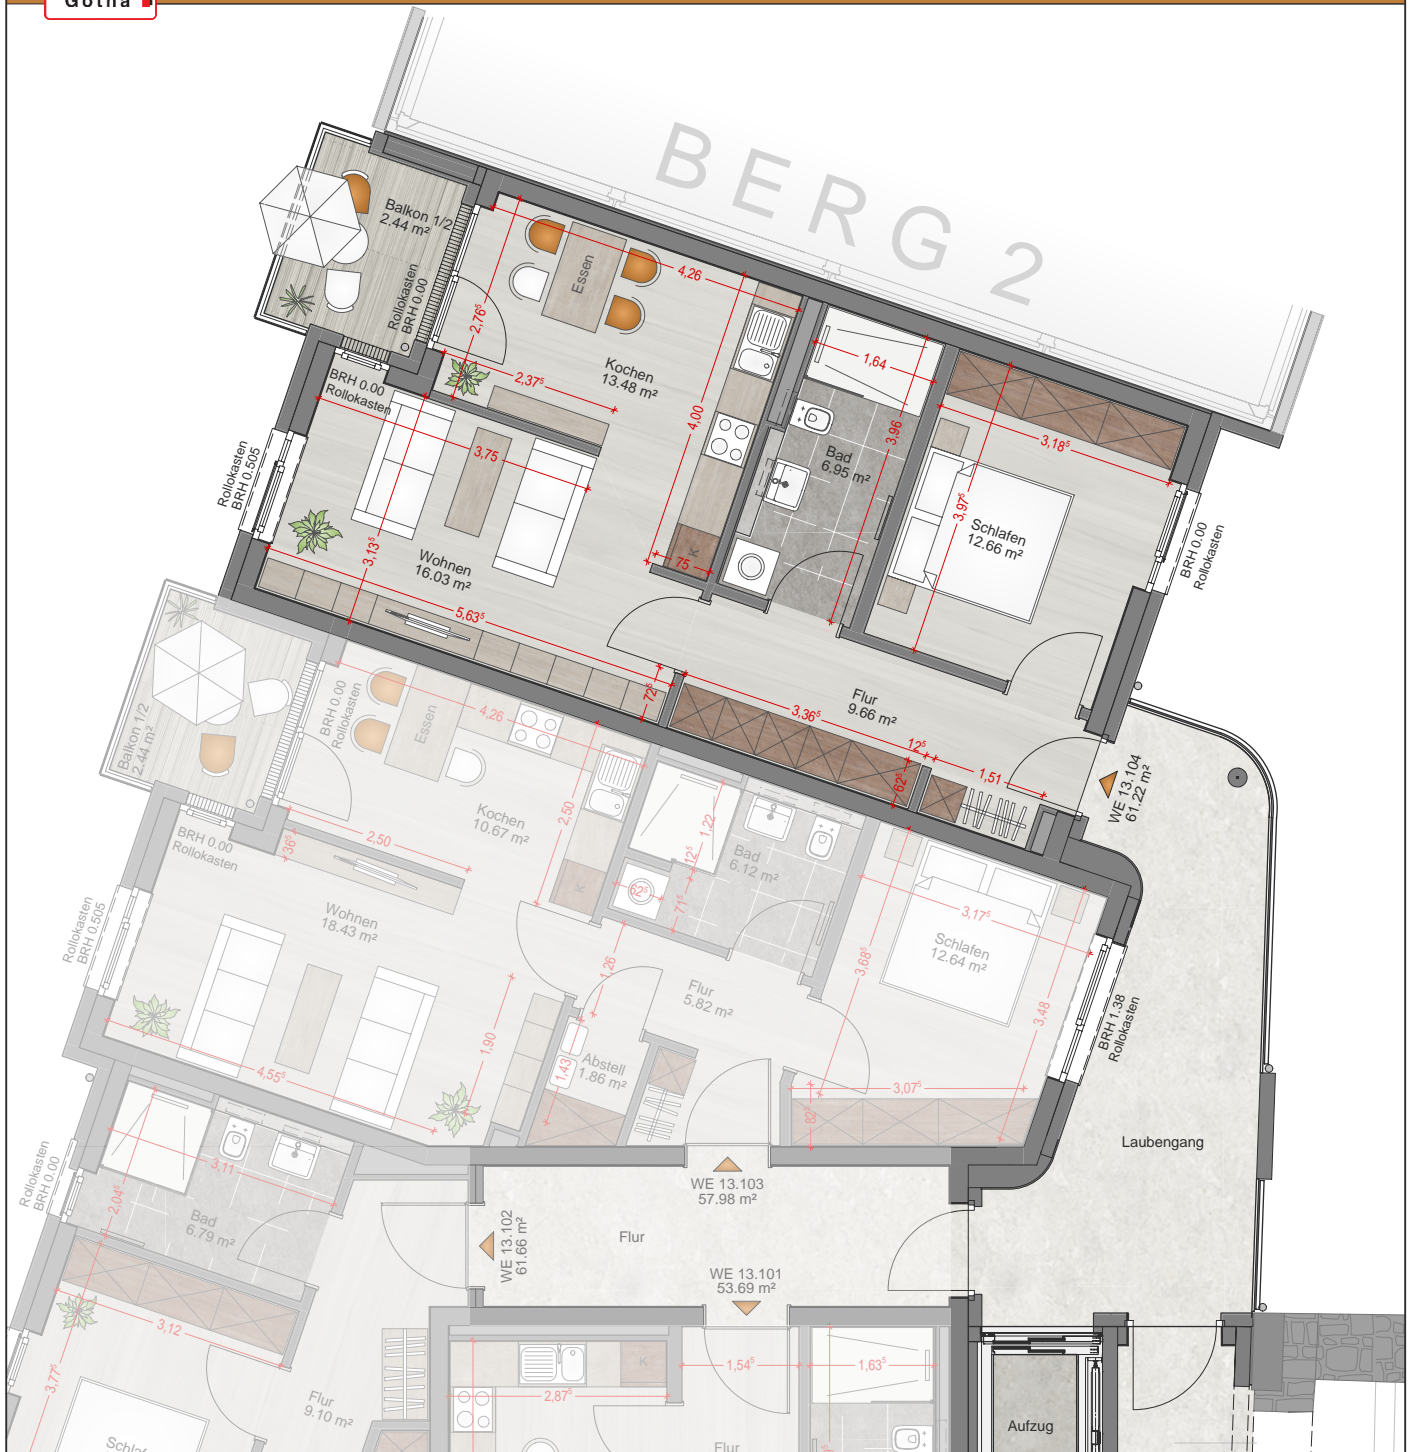 Gotha
BERG 2
Balkon 1/2
2.44 m²
Rollokasten
BRH 0.00
Essen
4,26
2,76⁵
2,37⁵
Kochen
13.48 m²
4,00
1,64
3,96
Bad
6.95 m²
3,18⁵
3,97⁵
Schlafen
12.66 m²
BRH 0.00
Rollokasten
BRH 0.00
Rollokasten
Rollokasten
BRH 0.505
3,75
3,13⁵
Wohnen
16.03 m²
K
75
5,63⁵
72⁵
Flur
9.66 m²
3,36⁵
12⁵
62⁵
1,51
WE 13.104
61.22 m²
Balkon 1/2
2.44 m²
BRH 0.00
Rollokasten
4,26
Essen
Kochen
10.67 m²
2,50
2,50
36⁵
BRH 0.00
Rollokasten
Rollokasten
BRH 0.505
Wohnen
18.43 m²
K
62⁵
1,22
12⁵
71⁵
Bad
6.12 m²
3,17⁵
3,68⁵
Schlafen
12.64 m²
3,48
BRH 1.38
Rollokasten
1,26
Flur
5.82 m²
1,90
4,55⁵
1,43
Abstell
1.86 m²
3,07⁵
82⁵
Laubengang
Rollokasten
BRH 0.00
3,11
2,04⁵
Bad
6.79 m²
WE 13.103
57.98 m²
WE 13.102
61.66 m²
Flur
WE 13.101
53.69 m²
3,12
3,77⁵
Flur
9.10 m²
K
2,87⁵
1,54⁵
1,63⁵
Flur
Aufzug